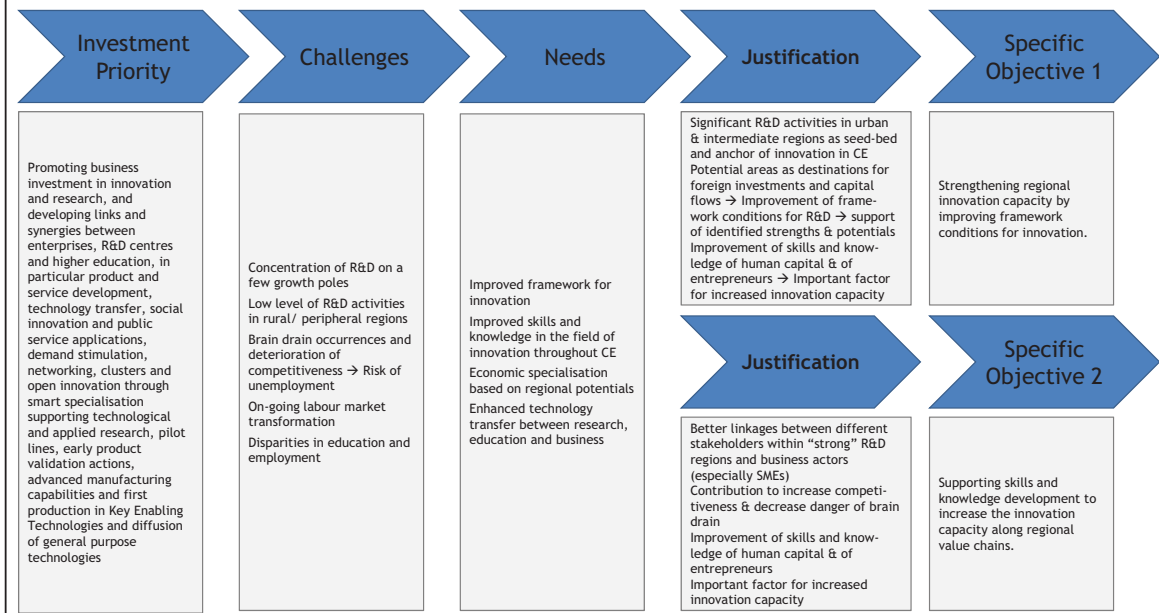 Investment
Priority
Challenges
Needs
Justification
Specific
Objective 1
Promoting business
investment in innovation
and research, and
developing links and
synergies between
enterprises, R&D centres
and higher education, in
particular product and
service development,
technology transfer, social
innovation and public
service applications,
demand stimulation,
networking, clusters and
open innovation through
smart specialisation
supporting technological
and applied research, pilot
lines, early product
validation actions,
advanced manufacturing
capabilities and first
production in Key Enabling
Technologies and diffusion
of general purpose
technologies
Concentration of R&D on a
few growth poles
Low level of R&D activities
in rural/ peripheral regions
Brain drain occurrences and
deterioration of
competitiveness → Risk of
unemployment
On-going labour market
transformation
Disparities in education and
employment
Improved framework for
innovation
Improved skills and
knowledge in the field of
innovation throughout CE
Economic specialisation
based on regional potentials
Enhanced technology
transfer between research,
education and business
Significant R&D activities in urban
& intermediate regions as seed-bed
and anchor of innovation in CE
Potential areas as destinations for
foreign investments and capital
flows → Improvement of frame-
work conditions for R&D → support
of identified strengths & potentials
Improvement of skills and know-
ledge of human capital & of
entrepreneurs → Important factor
for increased innovation capacity
Strengthening regional
innovation capacity by
improving framework
conditions for innovation.
Justification
Specific
Objective 2
Better linkages between different
stakeholders within “strong” R&D
regions and business actors
(especially SMEs)
Contribution to increase competi-
tiveness & decrease danger of brain
drain
Improvement of skills and know-
ledge of human capital & of
entrepreneurs
Important factor for increased
innovation capacity
Supporting skills and
knowledge development to
increase the innovation
capacity along regional
value chains.